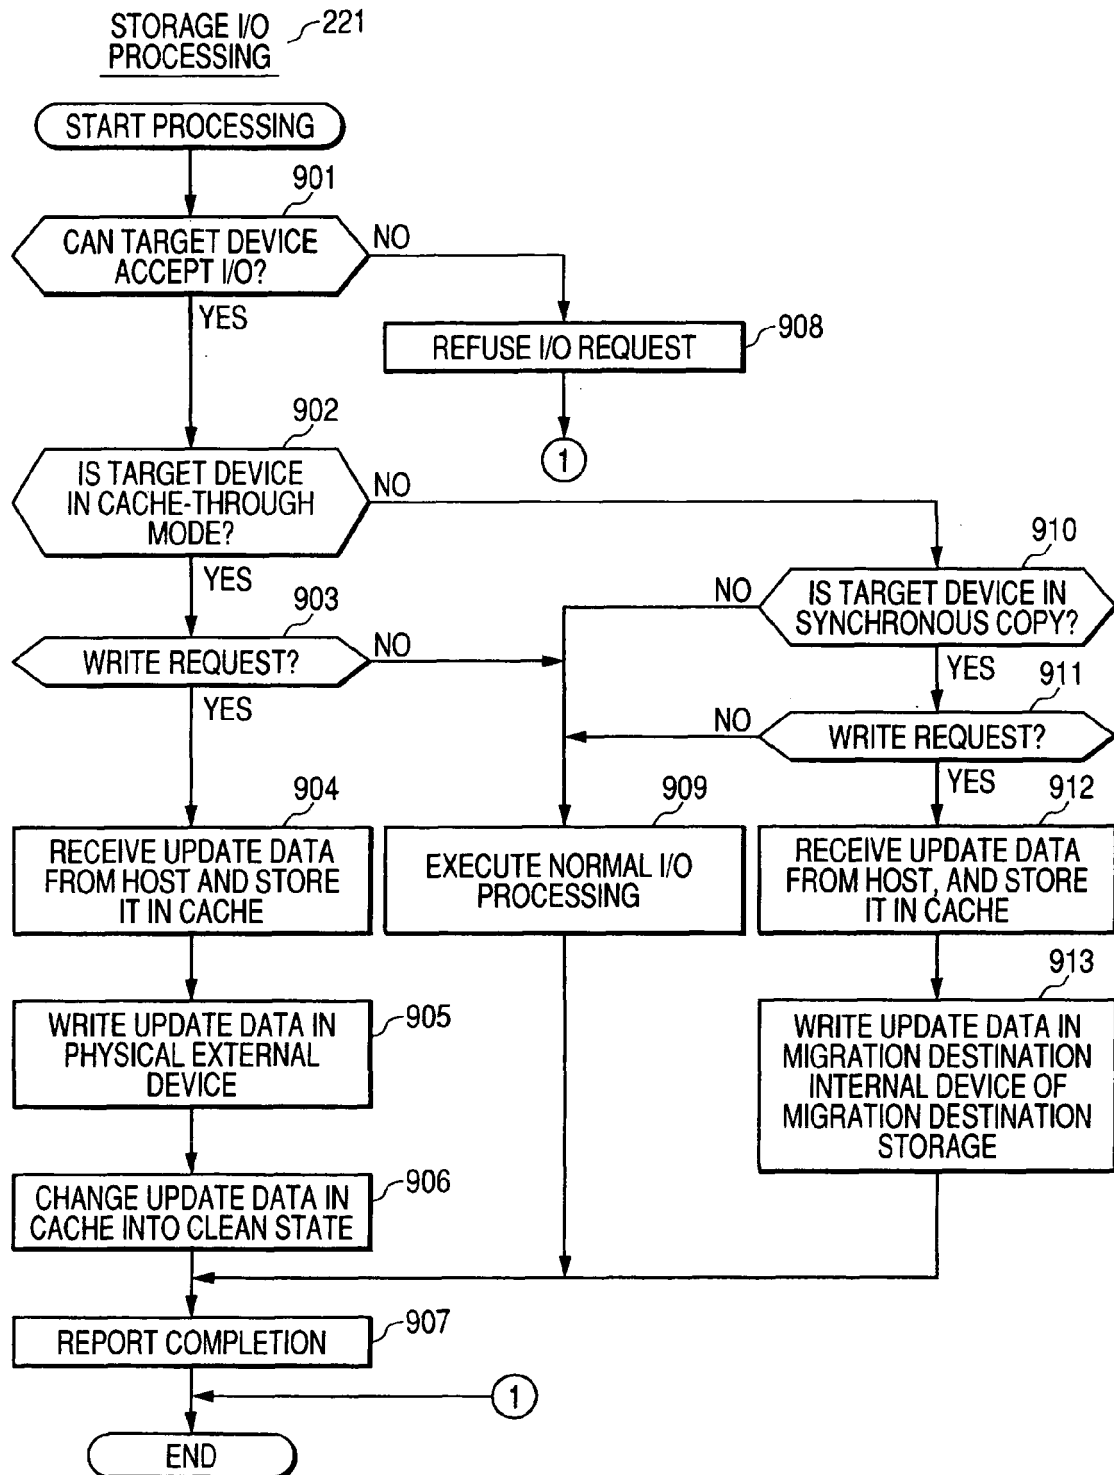 STORAGE I/O
PROCESSING
221
START PROCESSING
901
CAN TARGET DEVICE
ACCEPT I/O?
NO
YES
REFUSE I/O REQUEST
908
1
902
IS TARGET DEVICE
IN CACHE-THROUGH
MODE?
NO
YES
910
IS TARGET DEVICE IN
SYNCHRONOUS COPY?
NO
YES
903
WRITE REQUEST?
NO
YES
911
WRITE REQUEST?
NO
YES
904
RECEIVE UPDATE DATA
FROM HOST AND STORE
IT IN CACHE
909
EXECUTE NORMAL I/O
PROCESSING
912
RECEIVE UPDATE DATA
FROM HOST, AND STORE
IT IN CACHE
905
WRITE UPDATE DATA IN
PHYSICAL EXTERNAL
DEVICE
913
WRITE UPDATE DATA IN
MIGRATION DESTINATION
INTERNAL DEVICE OF
MIGRATION DESTINATION
STORAGE
906
CHANGE UPDATE DATA IN
CACHE INTO CLEAN STATE
REPORT COMPLETION
907
1
END